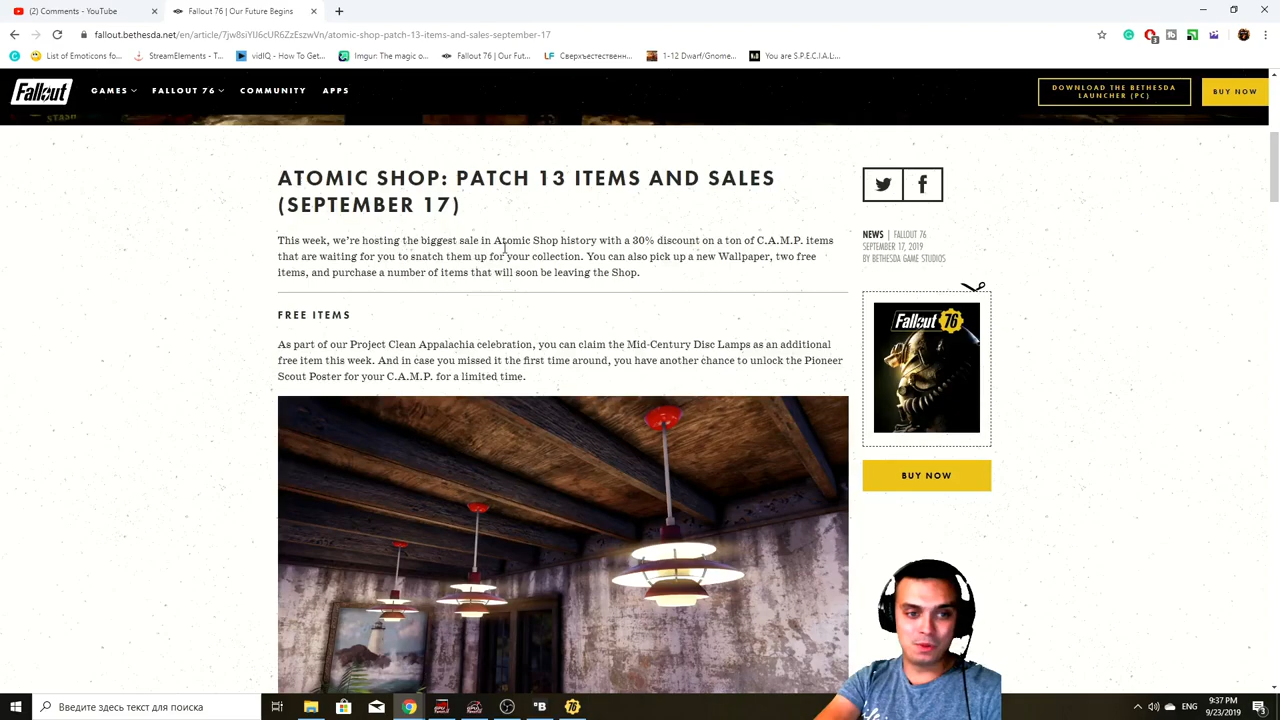 (2) Comments - YouTube
Fallout 76 | Our Future Begins
fallout.bethesda.net/en/article/7jw8siYlJ6cUR6ZzEszwVn/atomic-shop-patch-13-items-and-sales-september-17
List of Emoticons fo...
StreamElements - T...
vidIQ - How To Get...
Imgur: The magic o...
Fallout 76 | Our Fut...
Сверхъестественн...
1-12 Dwarf/Gnome...
You are S.P.E.C.I.A.L:...
Fallout
GAMES
FALLOUT 76
COMMUNITY
APPS
DOWNLOAD THE BETHESDA
LAUNCHER (PC)
BUY NOW
STASH
ATOMIC SHOP: PATCH 13 ITEMS AND SALES
(SEPTEMBER 17)
This week, we're hosting the biggest sale in Atomic Shop history with a 30% discount on a ton of C.A.M.P. items
that are waiting for you to snatch them up for your collection. You can also pick up a new Wallpaper, two free
items, and purchase a number of items that will soon be leaving the Shop.
FREE ITEMS
As part of our Project Clean Appalachia celebration, you can claim the Mid-Century Disc Lamps as an additional
free item this week. And in case you missed it the first time around, you have another chance to unlock the Pioneer
Scout Poster for your C.A.M.P. for a limited time.
NEWS | FALLOUT 76
SEPTEMBER 17, 2019
BY BETHESDA GAME STUDIOS
Fallout 76
BUY NOW
Введите здесь текст для поиска
ENG
9:37 PM
9/23/2019